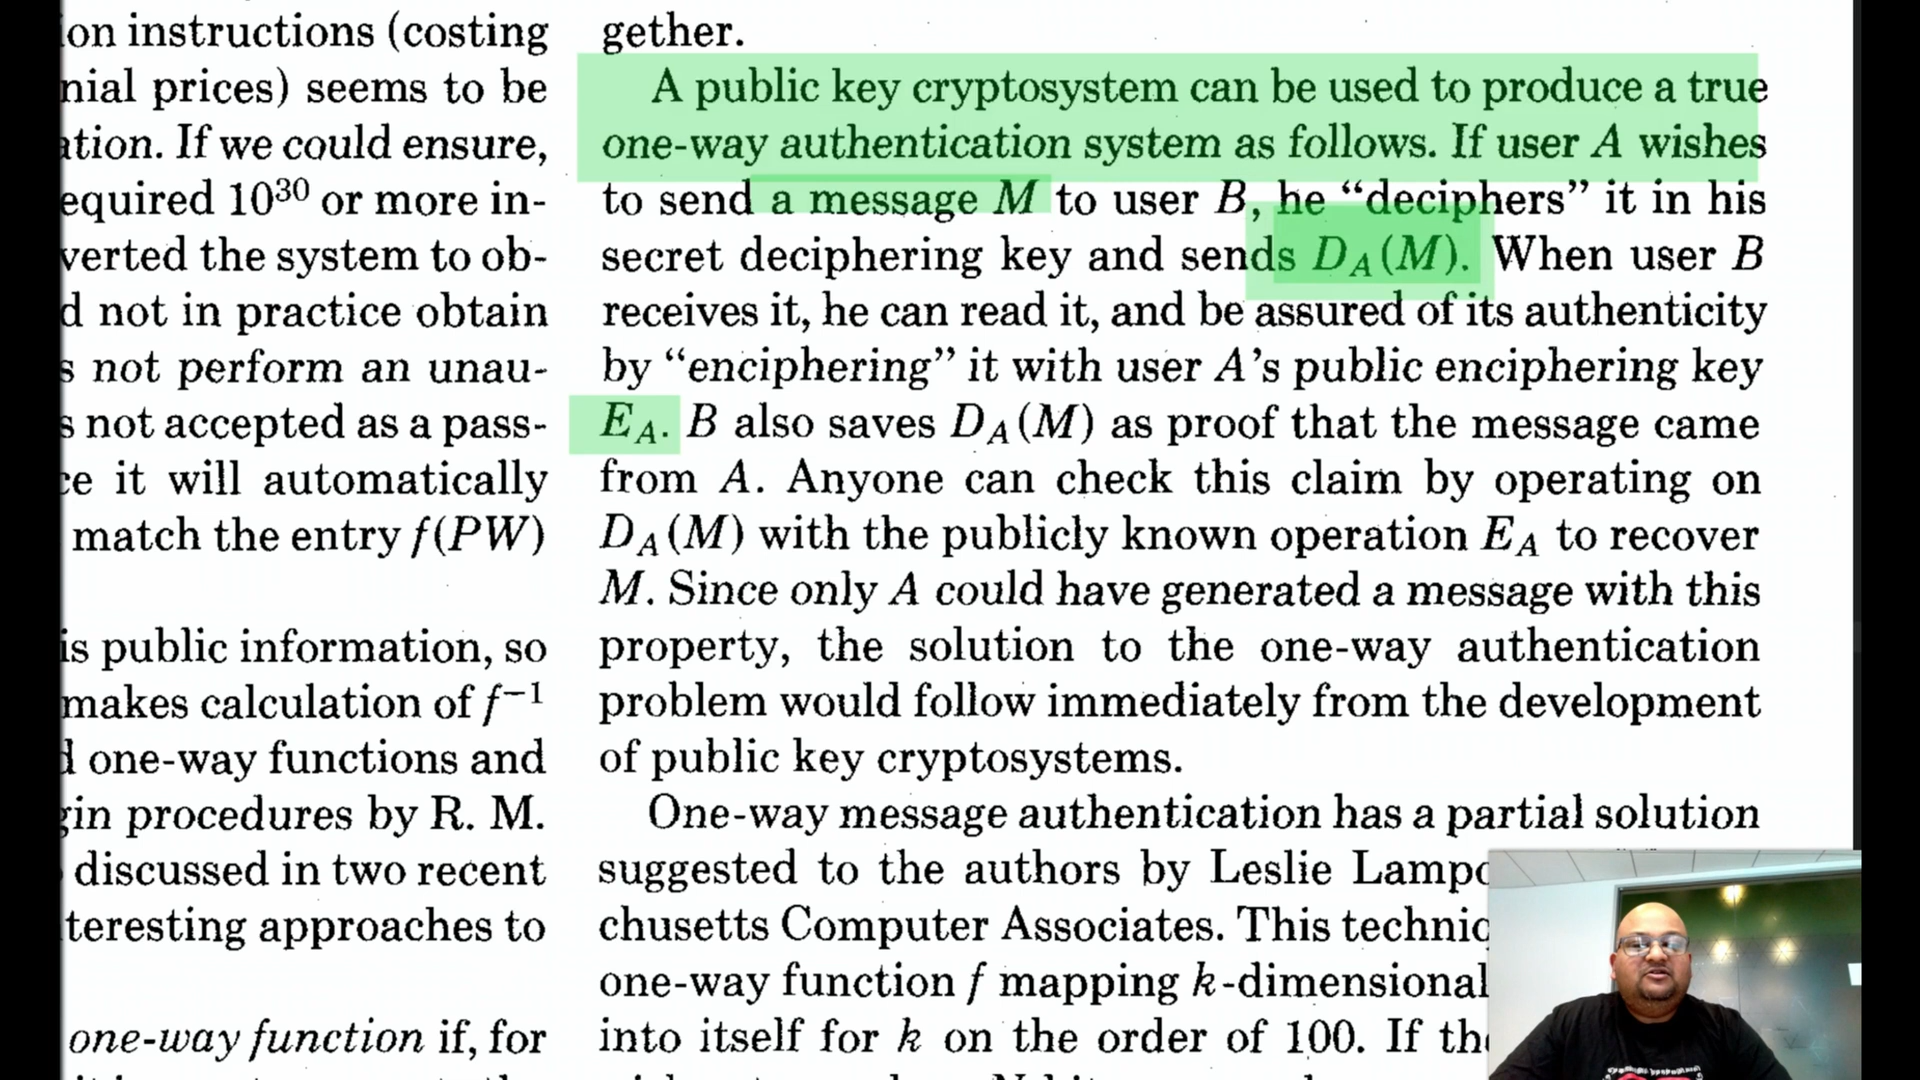 ion instructions (costing
nial prices) seems to be
ation. If we could ensure,
equired 10³⁰ or more in-
verted the system to ob-
d not in practice obtain
s not perform an unau-
s not accepted as a pass-
ce it will automatically
match the entry f(PW)
is public information, so
makes calculation of f⁻¹
d one-way functions and
gin procedures by R. M.
discussed in two recent
teresting approaches to
one-way function if, for
gether.
A public key cryptosystem can be used to produce a true
one-way authentication system as follows. If user A wishes
to send a message M to user B, he “deciphers” it in his
secret deciphering key and sends D_A(M). When user B
receives it, he can read it, and be assured of its authenticity
by “enciphering” it with user A’s public enciphering key
E_A. B also saves D_A(M) as proof that the message came
from A. Anyone can check this claim by operating on
D_A(M) with the publicly known operation E_A to recover
M. Since only A could have generated a message with this
property, the solution to the one-way authentication
problem would follow immediately from the development
of public key cryptosystems.
One-way message authentication has a partial solution
suggested to the authors by Leslie Lampo
chusetts Computer Associates. This techniq
one-way function f mapping k-dimensional
into itself for k on the order of 100. If the